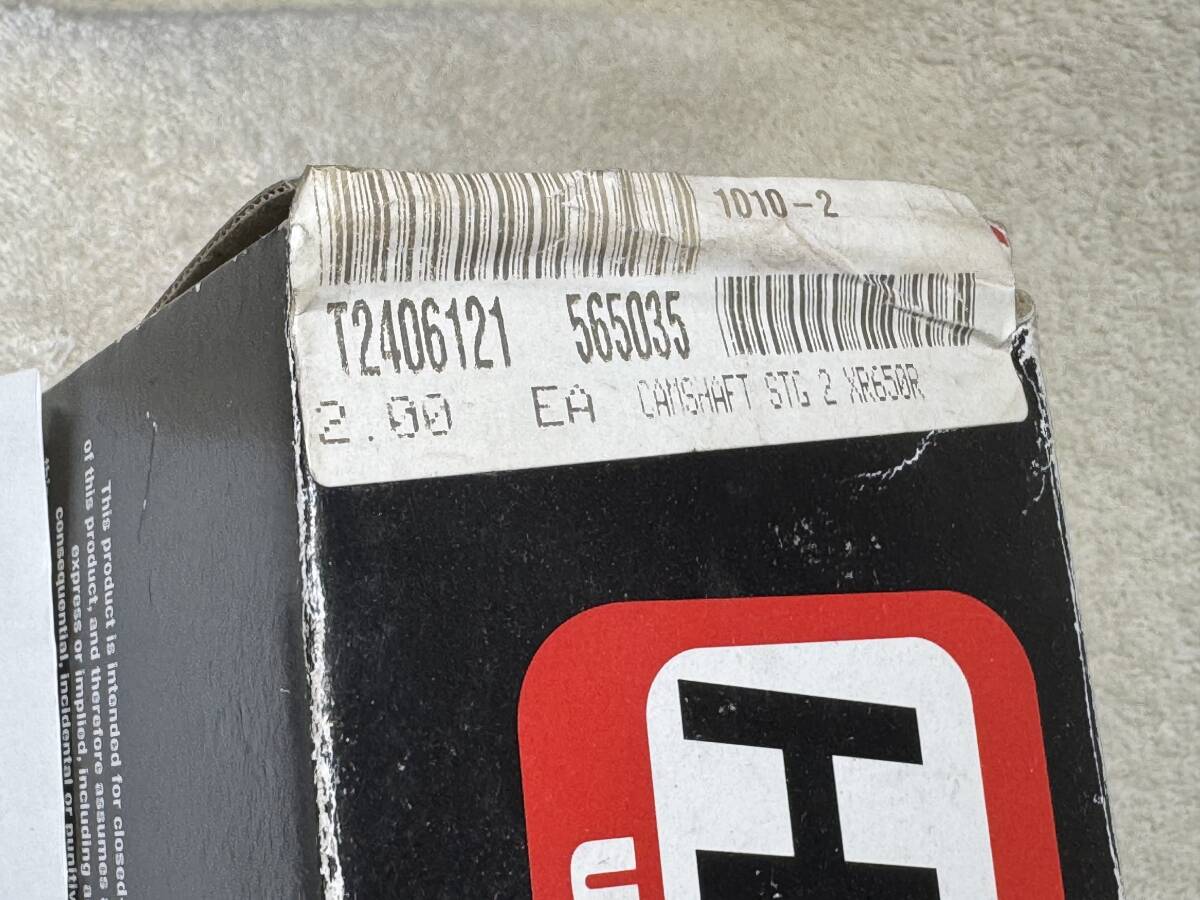 1010-2
T2406121 565035
2.00 EA CAMSHAFT STG 2 XR650R
This product is intended for closed-
of this product, and therefore assumes
express or implied, including a
consequential, incidental or punitiv
H